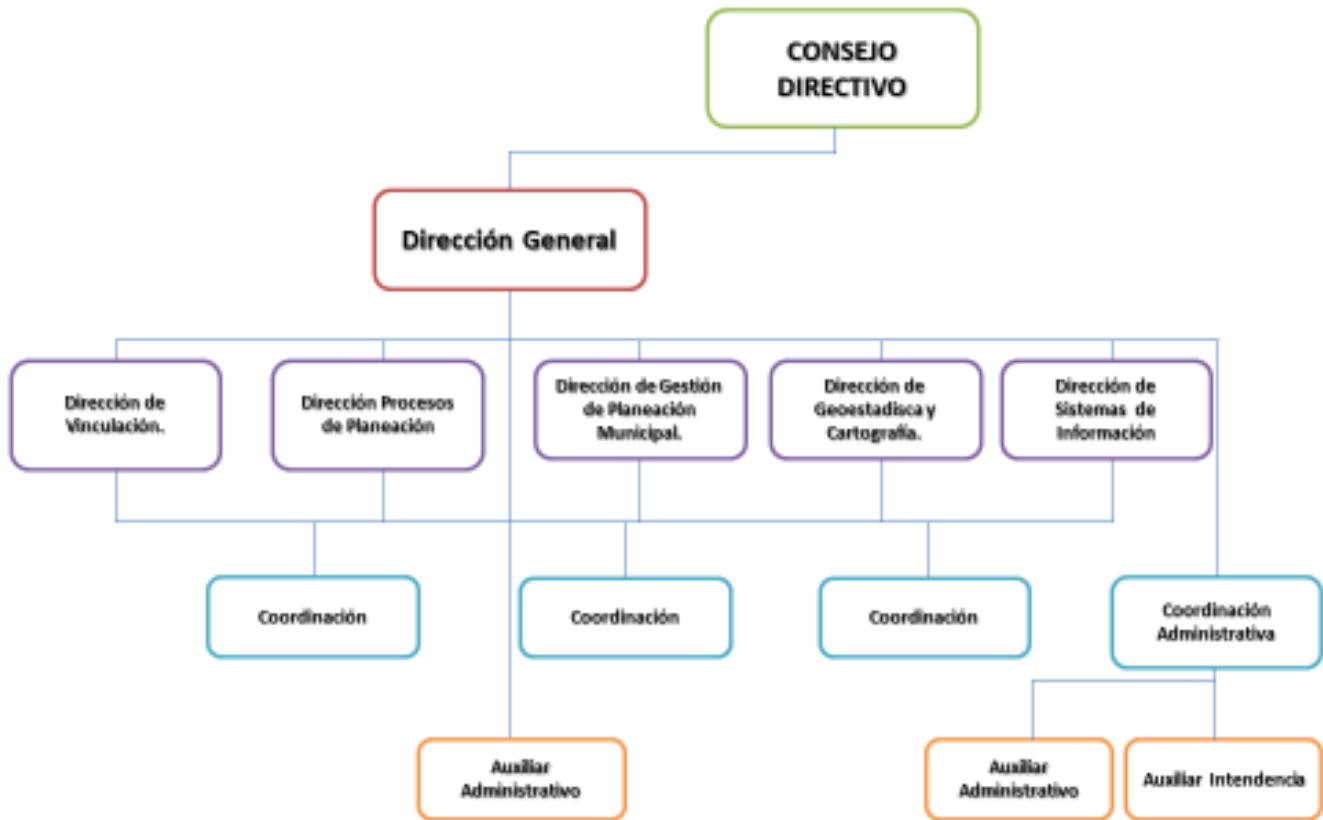 CONSEJO
DIRECTIVO
Dirección General
Dirección de
Vinculación.
Dirección Procesos
de Planeación
Dirección de Gestión
de Planeación
Municipal.
Dirección de
Geoestadisca y
Cartografía.
Dirección de
Sistemas de
Información
Coordinación
Coordinación
Coordinación
Coordinación
Administrativa
Auxiliar
Administrativo
Auxiliar
Administrativo
Auxiliar Intendencia